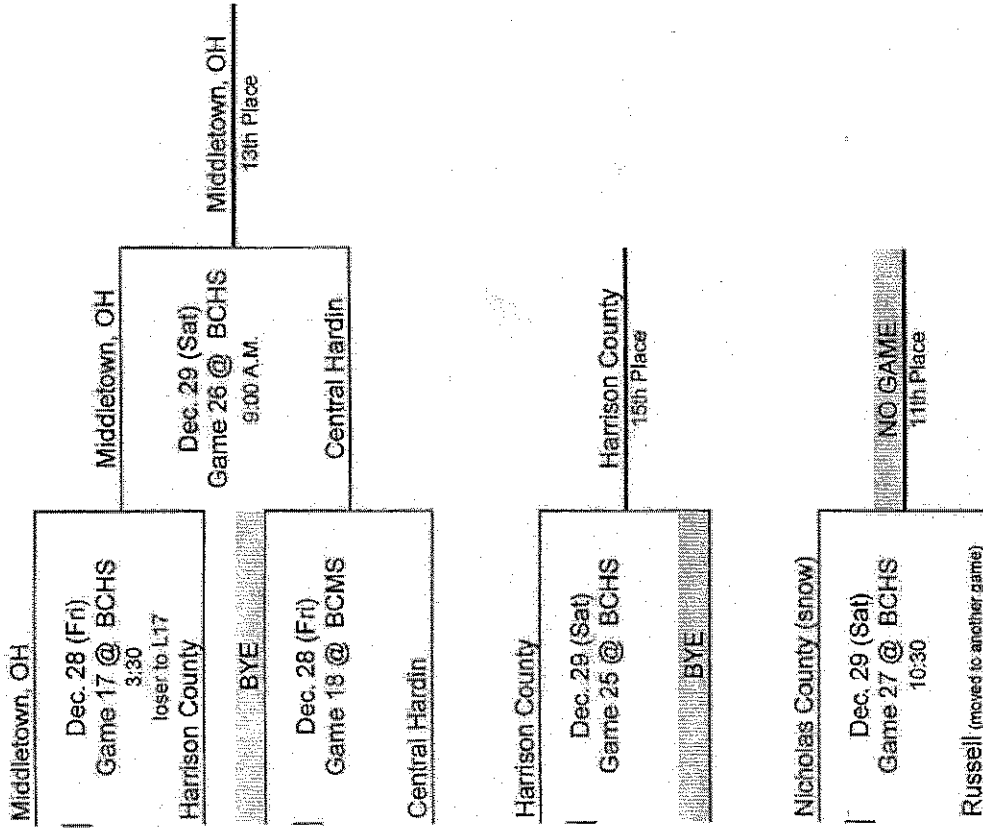 Middletown, OH
Dec. 28 (Fri)
Game 17 @ BCHS
3:30
loser to L17
Harrison County
Middletown, OH
BYE
Dec. 28 (Fri)
Game 18 @ BCMS
Central Hardin
Dec. 29 (Sat)
Game 26 @ BCHS
9:00 A.M.
Central Hardin
Middletown, OH
13th Place
Harrison County
Dec. 29 (Sat)
Game 25 @ BCHS
BYE
Harrison County
15th Place
Nicholas County (snow)
Dec. 29 (Sat)
Game 27 @ BCHS
10:30
Russell (moved to another game)
NO GAME
11th Place